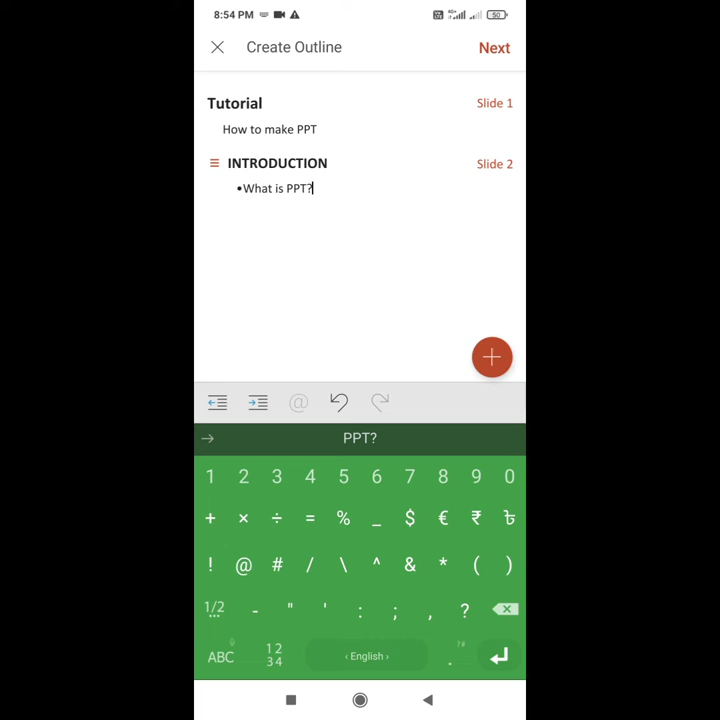 8:54 PM
50
Create Outline
Next
Tutorial
Slide 1
How to make PPT
INTRODUCTION
Slide 2
•What is PPT?
PPT?
1 2 3 4 5 6 7 8 9 0
+ × ÷ = % _ $ € ₹ ৳
! @ # / \ ^ & * ( )
1/2 - " ' : ; , ?
ABC 12 34 ‹ English › . ?#